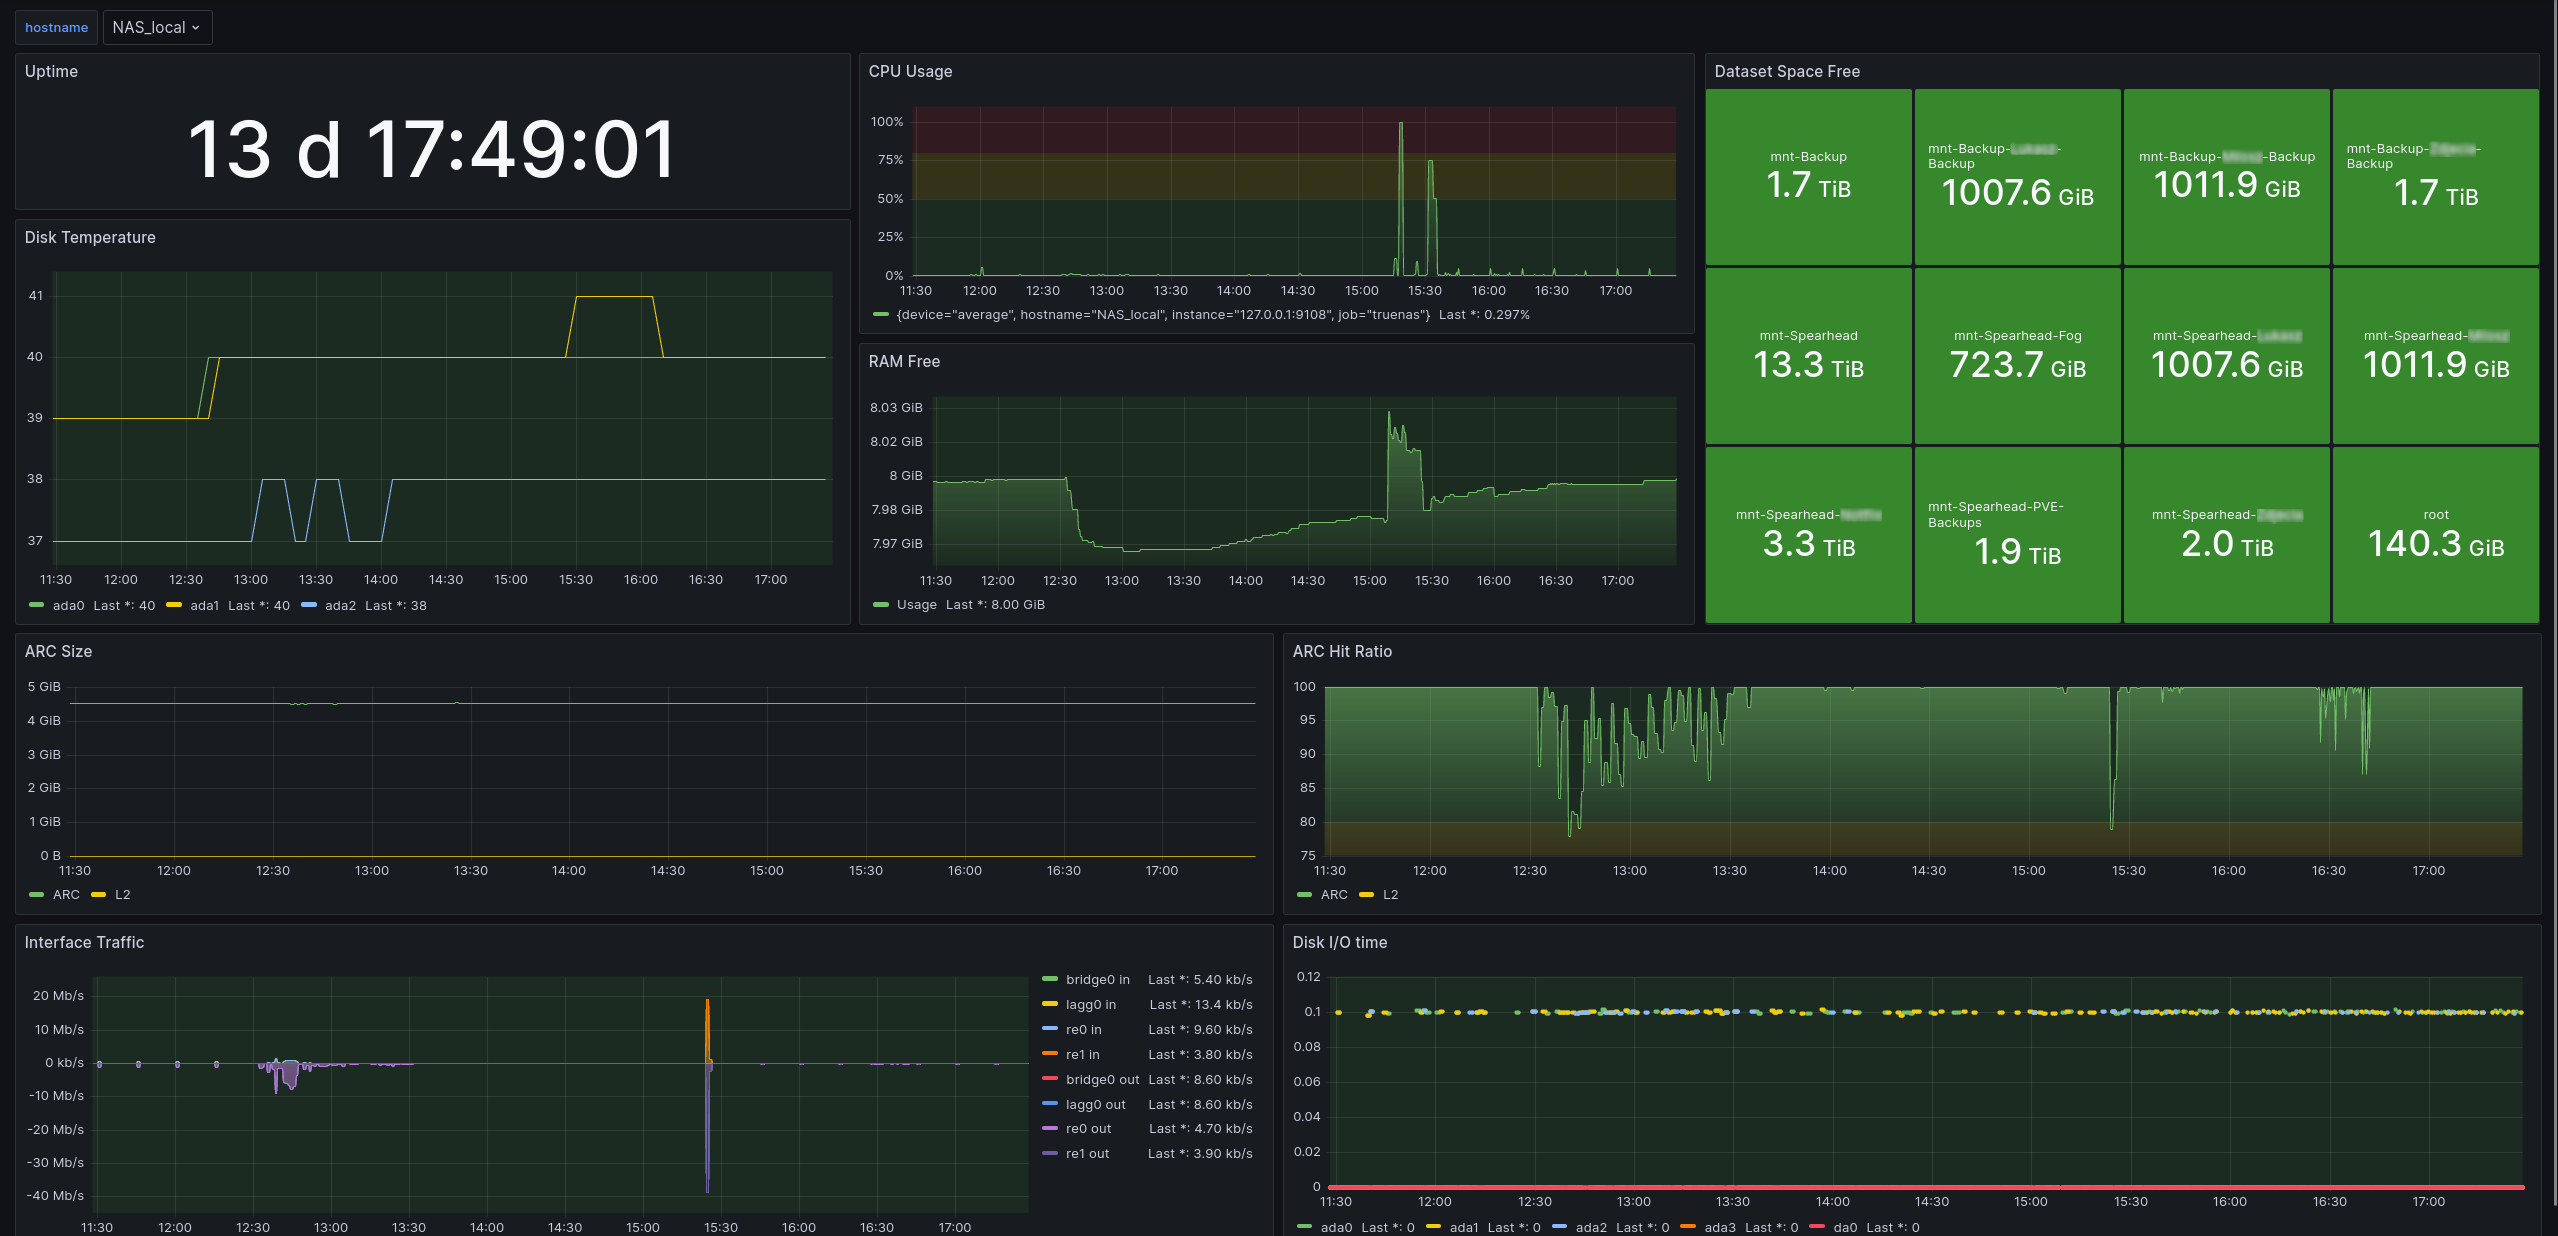 hostname
NAS_local
Uptime
13 d 17:49:01
Disk Temperature
41
40
39
38
37
11:30 12:00 12:30 13:00 13:30 14:00 14:30 15:00 15:30 16:00 16:30 17:00
ada0 Last *: 40 ada1 Last *: 40 ada2 Last *: 38
CPU Usage
100%
75%
50%
25%
0%
11:30 12:00 12:30 13:00 13:30 14:00 14:30 15:00 15:30 16:00 16:30 17:00
{device="average", hostname="NAS_local", instance="127.0.0.1:9108", job="truenas"} Last *: 0.297%
RAM Free
8.03 GiB
8.02 GiB
8 GiB
7.98 GiB
7.97 GiB
11:30 12:00 12:30 13:00 13:30 14:00 14:30 15:00 15:30 16:00 16:30 17:00
Usage Last *: 8.00 GiB
Dataset Space Free
mnt-Backup
1.7 TiB
mnt-Backup- -
Backup
1007.6 GiB
mnt-Backup- -Backup
1011.9 GiB
mnt-Backup- -
Backup
1.7 TiB
mnt-Spearhead
13.3 TiB
mnt-Spearhead-Fog
723.7 GiB
mnt-Spearhead-
1007.6 GiB
mnt-Spearhead-
1011.9 GiB
mnt-Spearhead-
3.3 TiB
mnt-Spearhead-PVE-
Backups
1.9 TiB
mnt-Spearhead-
2.0 TiB
root
140.3 GiB
ARC Size
5 GiB
4 GiB
3 GiB
2 GiB
1 GiB
0 B
11:30 12:00 12:30 13:00 13:30 14:00 14:30 15:00 15:30 16:00 16:30 17:00
ARC L2
ARC Hit Ratio
100
95
90
85
80
75
11:30 12:00 12:30 13:00 13:30 14:00 14:30 15:00 15:30 16:00 16:30 17:00
ARC L2
Interface Traffic
20 Mb/s
10 Mb/s
0 kb/s
-10 Mb/s
-20 Mb/s
-30 Mb/s
-40 Mb/s
11:30 12:00 12:30 13:00 13:30 14:00 14:30 15:00 15:30 16:00 16:30 17:00
bridge0 in Last *: 5.40 kb/s
lagg0 in Last *: 13.4 kb/s
re0 in Last *: 9.60 kb/s
re1 in Last *: 3.80 kb/s
bridge0 out Last *: 8.60 kb/s
lagg0 out Last *: 8.60 kb/s
re0 out Last *: 4.70 kb/s
re1 out Last *: 3.90 kb/s
Disk I/O time
0.12
0.1
0.08
0.06
0.04
0.02
0
11:30 12:00 12:30 13:00 13:30 14:00 14:30 15:00 15:30 16:00 16:30 17:00
ada0 Last *: 0 ada1 Last *: 0 ada2 Last *: 0 ada3 Last *: 0 da0 Last *: 0